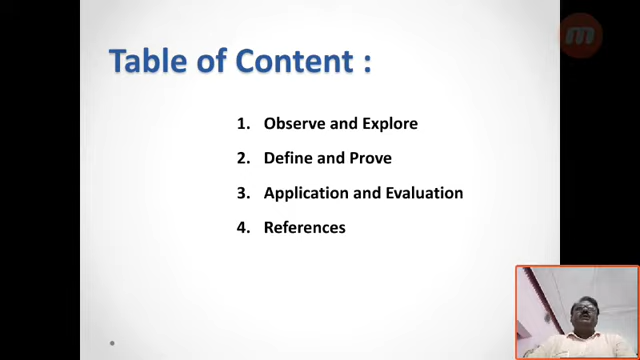 Table of Content :
1. Observe and Explore
2. Define and Prove
3. Application and Evaluation
4. References